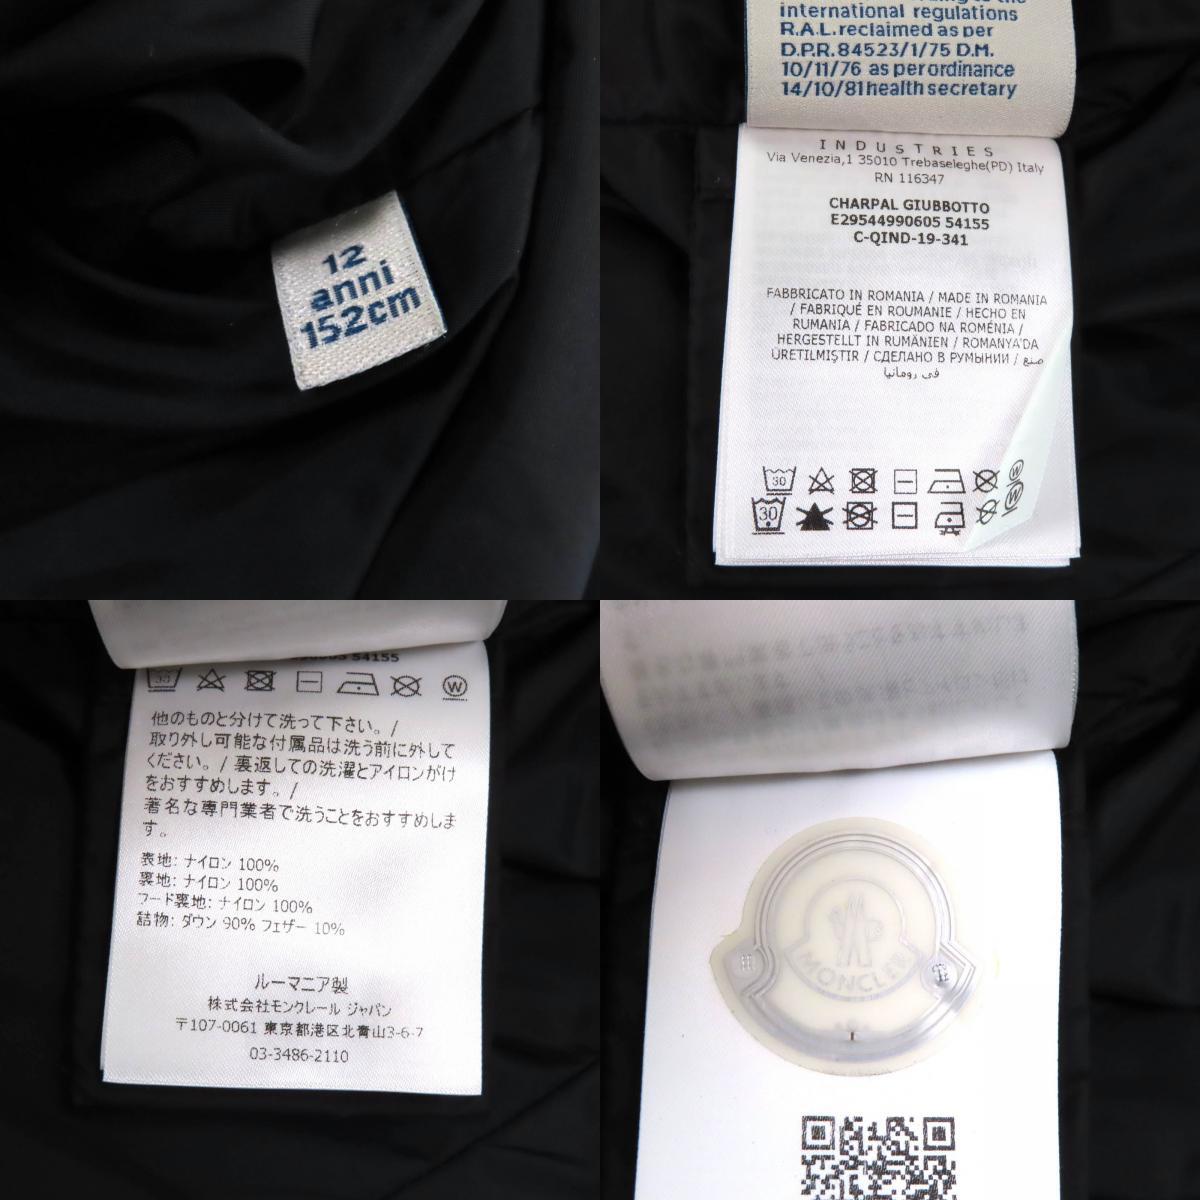 12
anni
152cm
international regulations
R.A.L. reclaimed as per
D.P.R. 84523/1/75 D.M.
10/11/76 as per ordinance
14/10/81 health secretary
INDUSTRIES
Via Venezia,1 35010 Trebaseleghe(PD) Italy
RN 116347
CHARPAL GIUBBOTTO
E29544990605 54155
C-QIND-19-341
FABBRICATO IN ROMANIA / MADE IN ROMANIA
/ FABRIQUÉ EN ROUMANIE / HECHO EN
RUMANIA / FABRICADO NA ROMÉNIA /
HERGESTELLT IN RUMÄNIEN / ROMANYA'DA
ÜRETILMIŞTIR / СДЕЛАНО В РУМЫНИИ / صنع
في رومانيا
30
W
30
W
54155
W
他のものと分けて洗って下さい。/
取り外し可能な付属品は洗う前に外して
ください。/ 裏返しての洗濯とアイロンがけ
をおすすめします。/
著名な専門業者で洗うことをおすすめしま
す。
表地: ナイロン 100%
裏地: ナイロン 100%
フード裏地: ナイロン 100%
詰物: ダウン 90% フェザー 10%
ルーマニア製
株式会社モンクレール ジャパン
〒107-0061 東京都港区北青山3-6-7
03-3486-2110
MONCLER